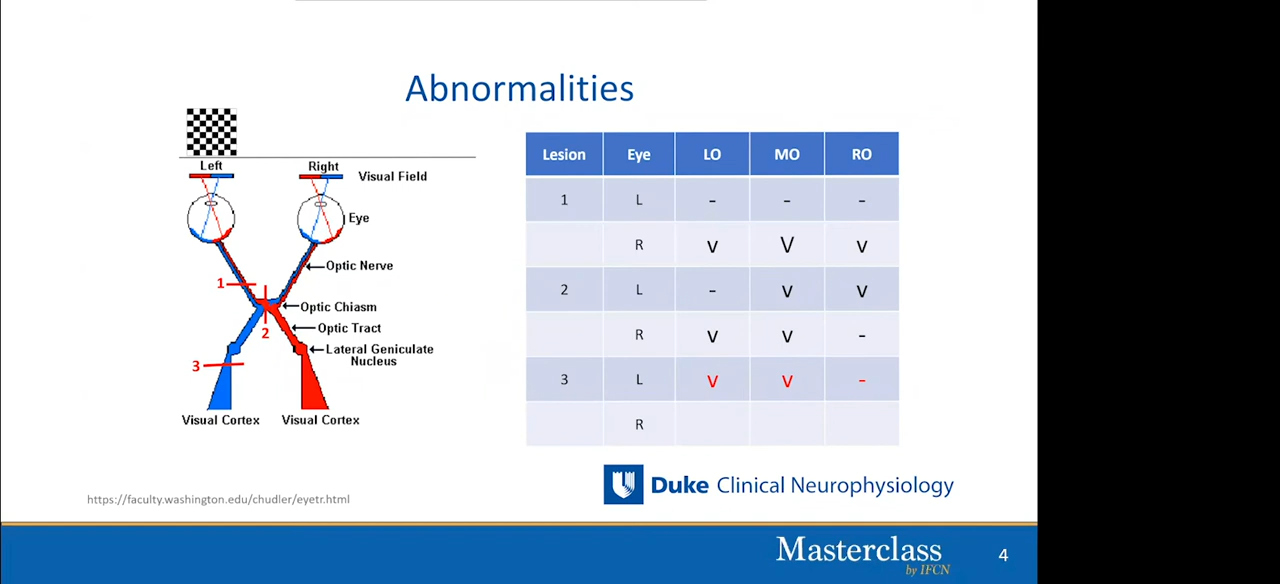 Abnormalities
Left Right
Visual Field
Eye
Optic Nerve
1
Optic Chiasm
2
Optic Tract
Lateral Geniculate
Nucleus
3
Visual Cortex Visual Cortex
Lesion Eye LO MO RO
1 L - - -
R v V v
2 L - v v
R v v -
3 L v v -
R
Duke Clinical Neurophysiology
https://faculty.washington.edu/chudler/eyetr.html
Masterclass
by IFCN
4